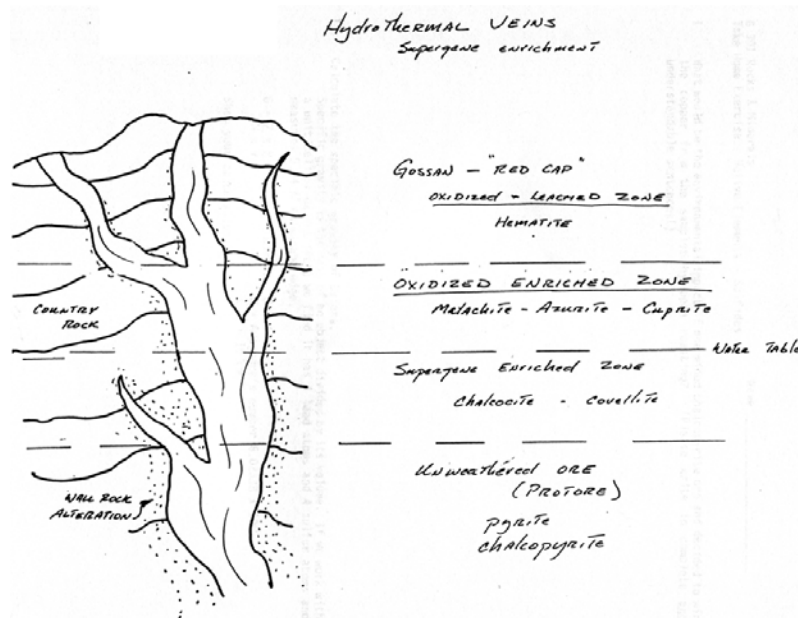 HydroTHERMAL VEINS
Supergene enrichment
GOSSAN - "RED CAP"
OXIDIZED - LEACHED ZONE
HEMATITE
OXIDIZED ENRICHED ZONE
Malachite - Azurite - Cuprite
COUNTRY
ROCK
WATER TABLE
Supergene Enriched ZONE
Chalcocite - Covellite
Unweathered ORE
(PROTORE)
WALL ROCK
ALTERATION
pyrite
chalcopyrite